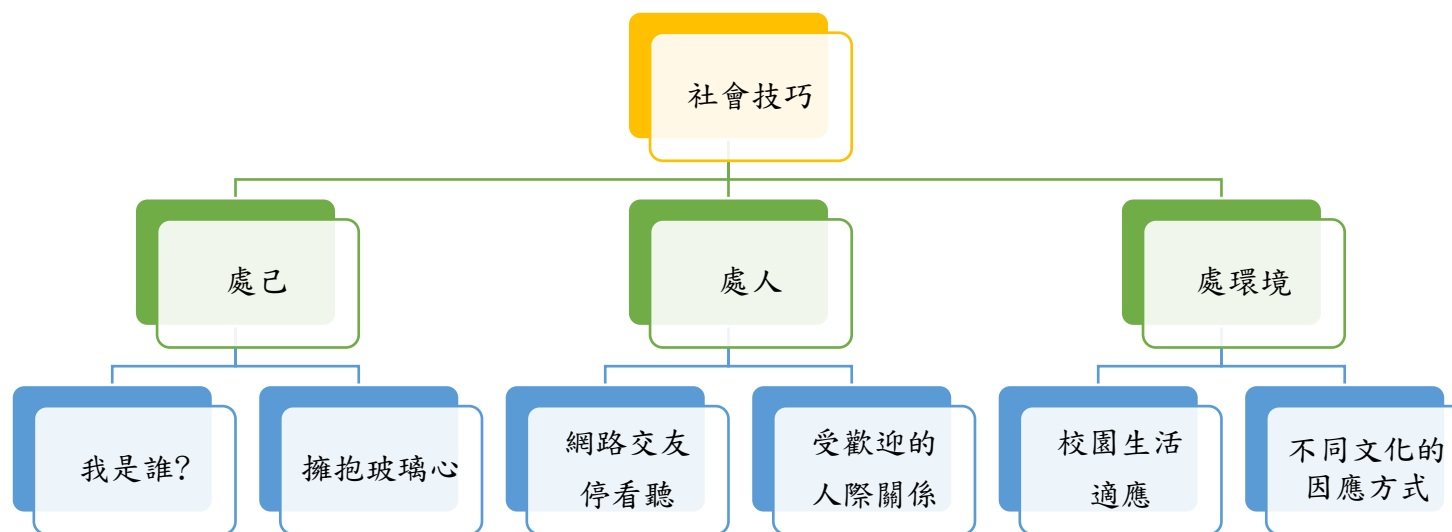 社會技巧
處己
處人
處環境
我是誰?
擁抱玻璃心
網路交友
停看聽
受歡迎的
人際關係
校園生活
適應
不同文化的
因應方式